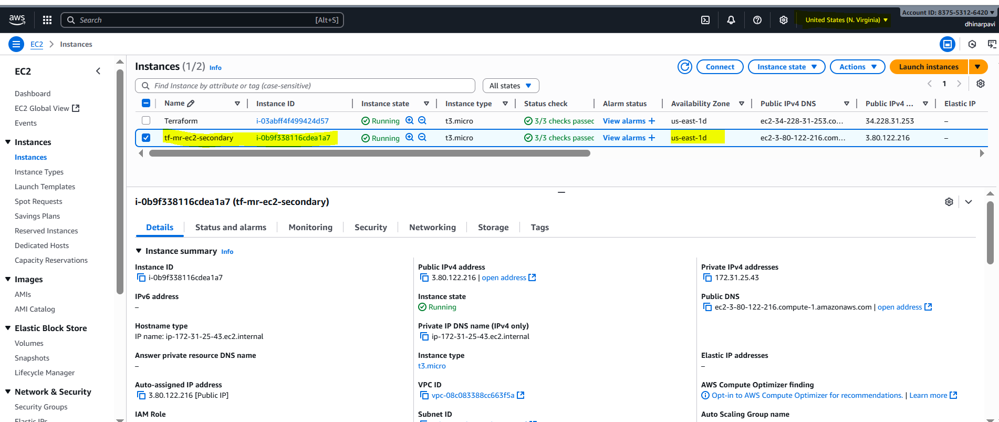 aws
Search [Alt+S]
United States (N. Virginia)
Account ID: 8375-5312-6420
dhinarpavi
EC2 > Instances
EC2
Dashboard
EC2 Global View
Events
Instances
Instances
Instance Types
Launch Templates
Spot Requests
Savings Plans
Reserved Instances
Dedicated Hosts
Capacity Reservations
Images
AMIs
AMI Catalog
Elastic Block Store
Volumes
Snapshots
Lifecycle Manager
Network & Security
Security Groups
Elastic IPs
Instances (1/2) Info
Connect
Instance state
Actions
Launch instances
Find Instance by attribute or tag (case-sensitive)
All states
1
Name Instance ID Instance state Instance type Status check Alarm status Availability Zone Public IPv4 DNS Public IPv4 ... Elastic IP
Terraform i-03abff4f499424d57 Running t3.micro 3/3 checks passec View alarms + us-east-1d ec2-34-228-31-253.co... 34.228.31.253 –
tf-mr-ec2-secondary i-0b9f338116cdea1a7 Running t3.micro 3/3 checks passec View alarms + us-east-1d ec2-3-80-122-216.com... 3.80.122.216 –
i-0b9f338116cdea1a7 (tf-mr-ec2-secondary)
Details Status and alarms Monitoring Security Networking Storage Tags
Instance summary Info
Instance ID
i-0b9f338116cdea1a7
Public IPv4 address
3.80.122.216 | open address
Private IPv4 addresses
172.31.25.43
IPv6 address
–
Instance state
Running
Public DNS
ec2-3-80-122-216.compute-1.amazonaws.com | open address
Hostname type
IP name: ip-172-31-25-43.ec2.internal
Private IP DNS name (IPv4 only)
ip-172-31-25-43.ec2.internal
Answer private resource DNS name
–
Instance type
t3.micro
Elastic IP addresses
–
Auto-assigned IP address
3.80.122.216 [Public IP]
VPC ID
vpc-08c083388cc663f5a
AWS Compute Optimizer finding
Opt-in to AWS Compute Optimizer for recommendations. | Learn more
IAM Role
Subnet ID
Auto Scaling Group name